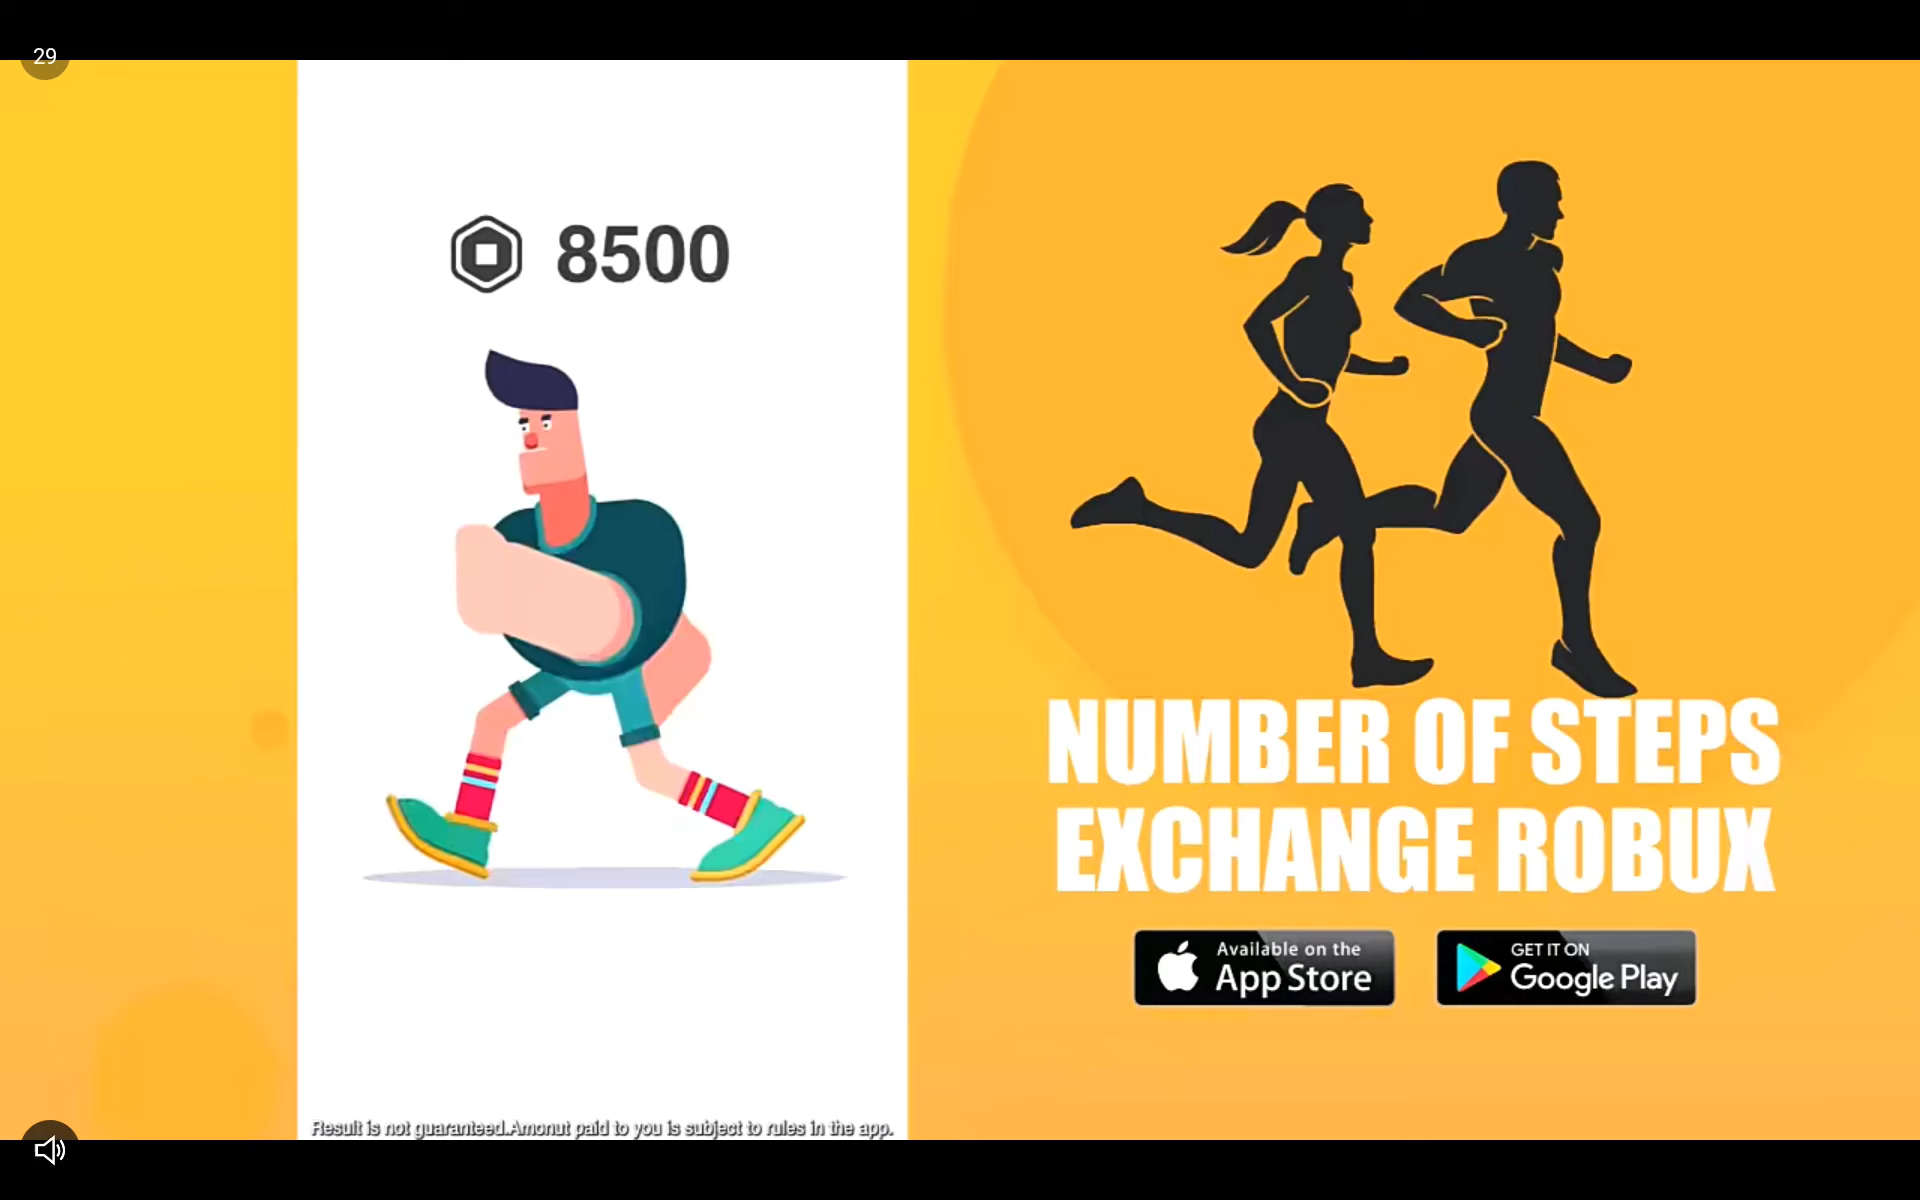 29
8500
NUMBER OF STEPS
EXCHANGE ROBUX
Available on the
App Store
GET IT ON
Google Play
Result is not guaranteed.Amonut paid to you is subject to rules in the app.